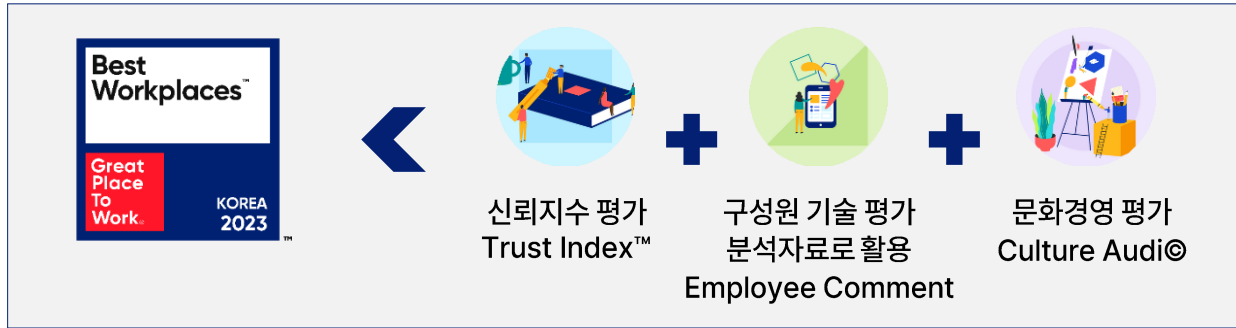 Best
Workplaces™
Great
Place
To
Work®
KOREA
2023
™
신뢰지수 평가
Trust Index™
구성원 기술 평가
분석자료로 활용
Employee Comment
문화경영 평가
Culture Audi©